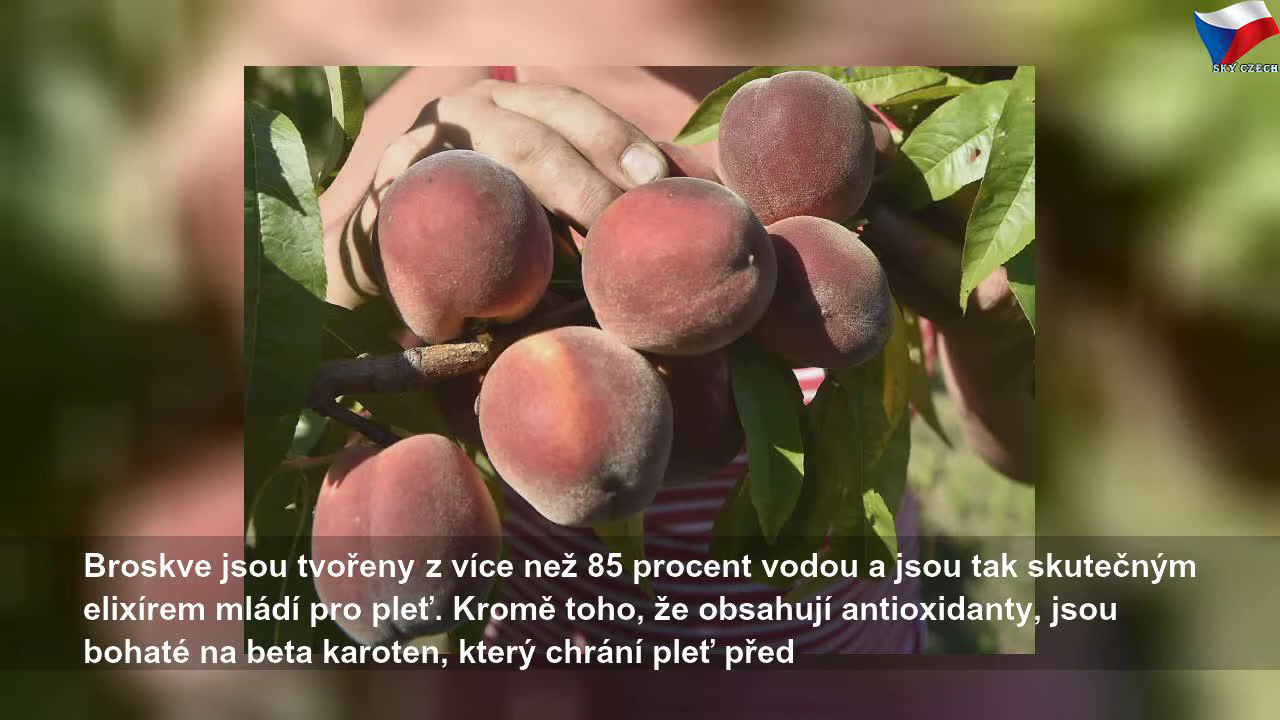 SKY CZECH
Broskve jsou tvořeny z více než 85 procent vodou a jsou tak skutečným
elixírem mládí pro pleť. Kromě toho, že obsahují antioxidanty, jsou
bohaté na beta karoten, který chrání pleť před